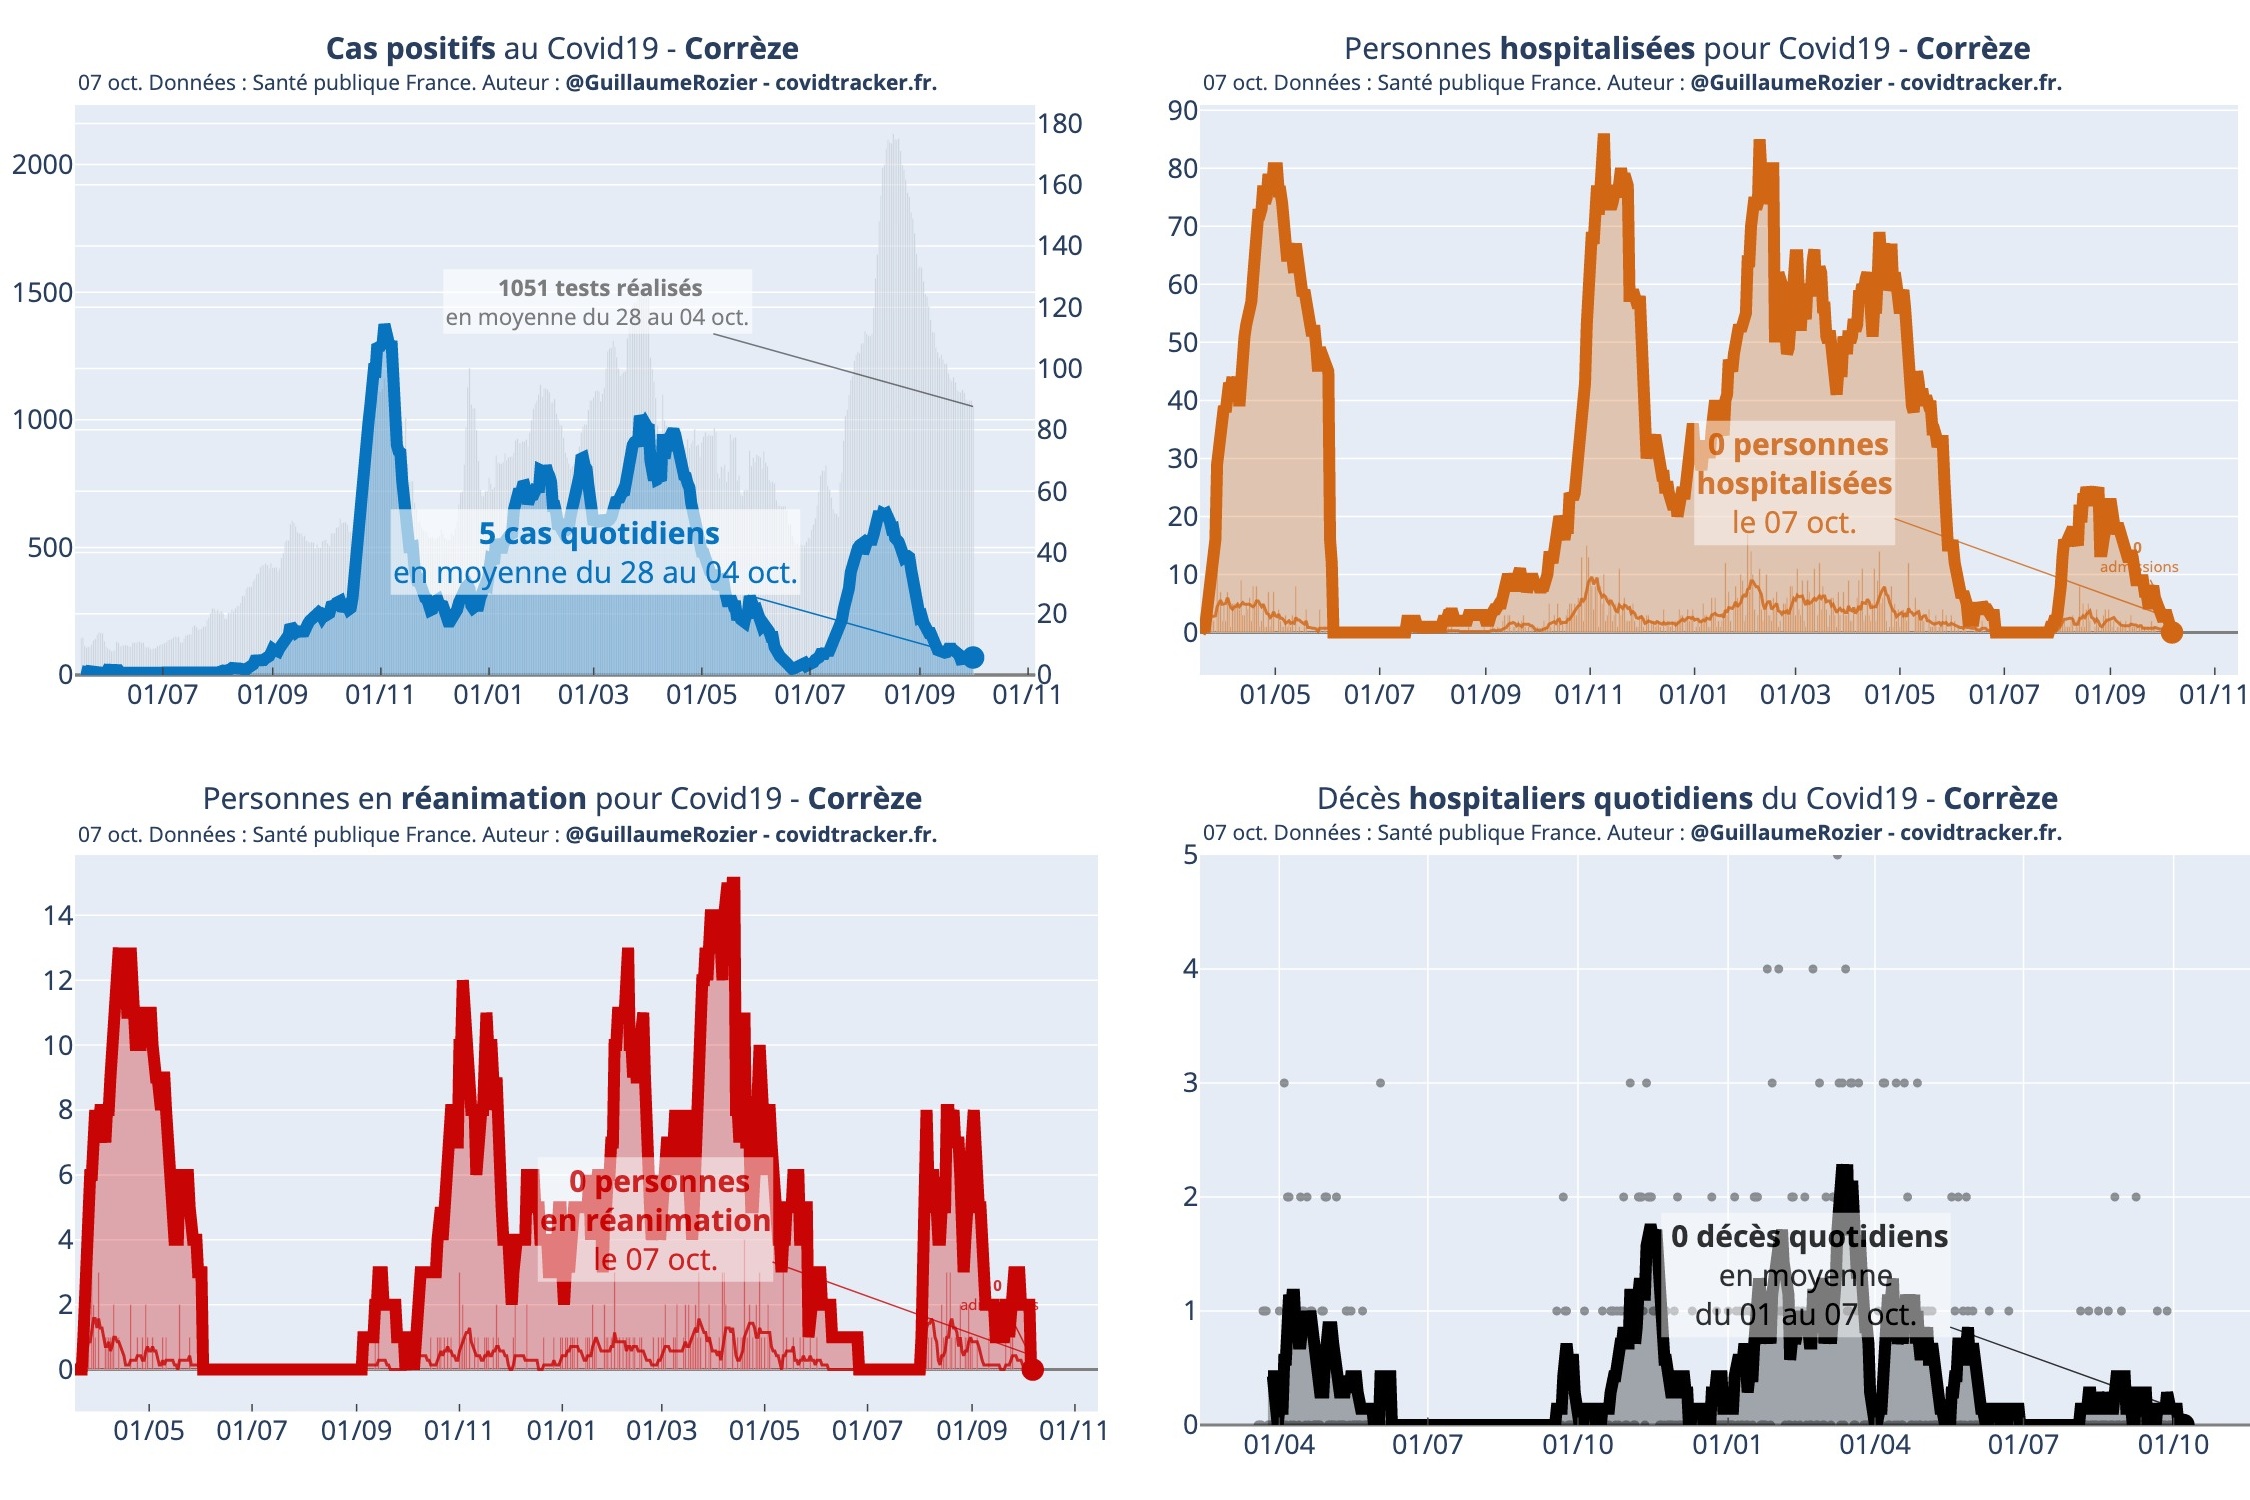 Cas positifs au Covid19 - Corrèze
07 oct. Données : Santé publique France. Auteur : @GuillaumeRozier - covidtracker.fr.
2000
1500
1000
500
0
180
160
140
120
100
80
60
40
20
0
1051 tests réalisés
en moyenne du 28 au 04 oct.
5 cas quotidiens
en moyenne du 28 au 04 oct.
01/07 01/09 01/11 01/01 01/03 01/05 01/07 01/09 01/11
Personnes hospitalisées pour Covid19 - Corrèze
07 oct. Données : Santé publique France. Auteur : @GuillaumeRozier - covidtracker.fr.
90
80
70
60
50
40
30
20
10
0
0 personnes
hospitalisées
le 07 oct.
0
admissions
01/05 01/07 01/09 01/11 01/01 01/03 01/05 01/07 01/09 01/11
Personnes en réanimation pour Covid19 - Corrèze
07 oct. Données : Santé publique France. Auteur : @GuillaumeRozier - covidtracker.fr.
14
12
10
8
6
4
2
0
0 personnes
en réanimation
le 07 oct.
0
01/05 01/07 01/09 01/11 01/01 01/03 01/05 01/07 01/09 01/11
Décès hospitaliers quotidiens du Covid19 - Corrèze
07 oct. Données : Santé publique France. Auteur : @GuillaumeRozier - covidtracker.fr.
5
4
3
2
1
0
0 décès quotidiens
en moyenne
du 01 au 07 oct.
01/04 01/07 01/10 01/01 01/04 01/07 01/10